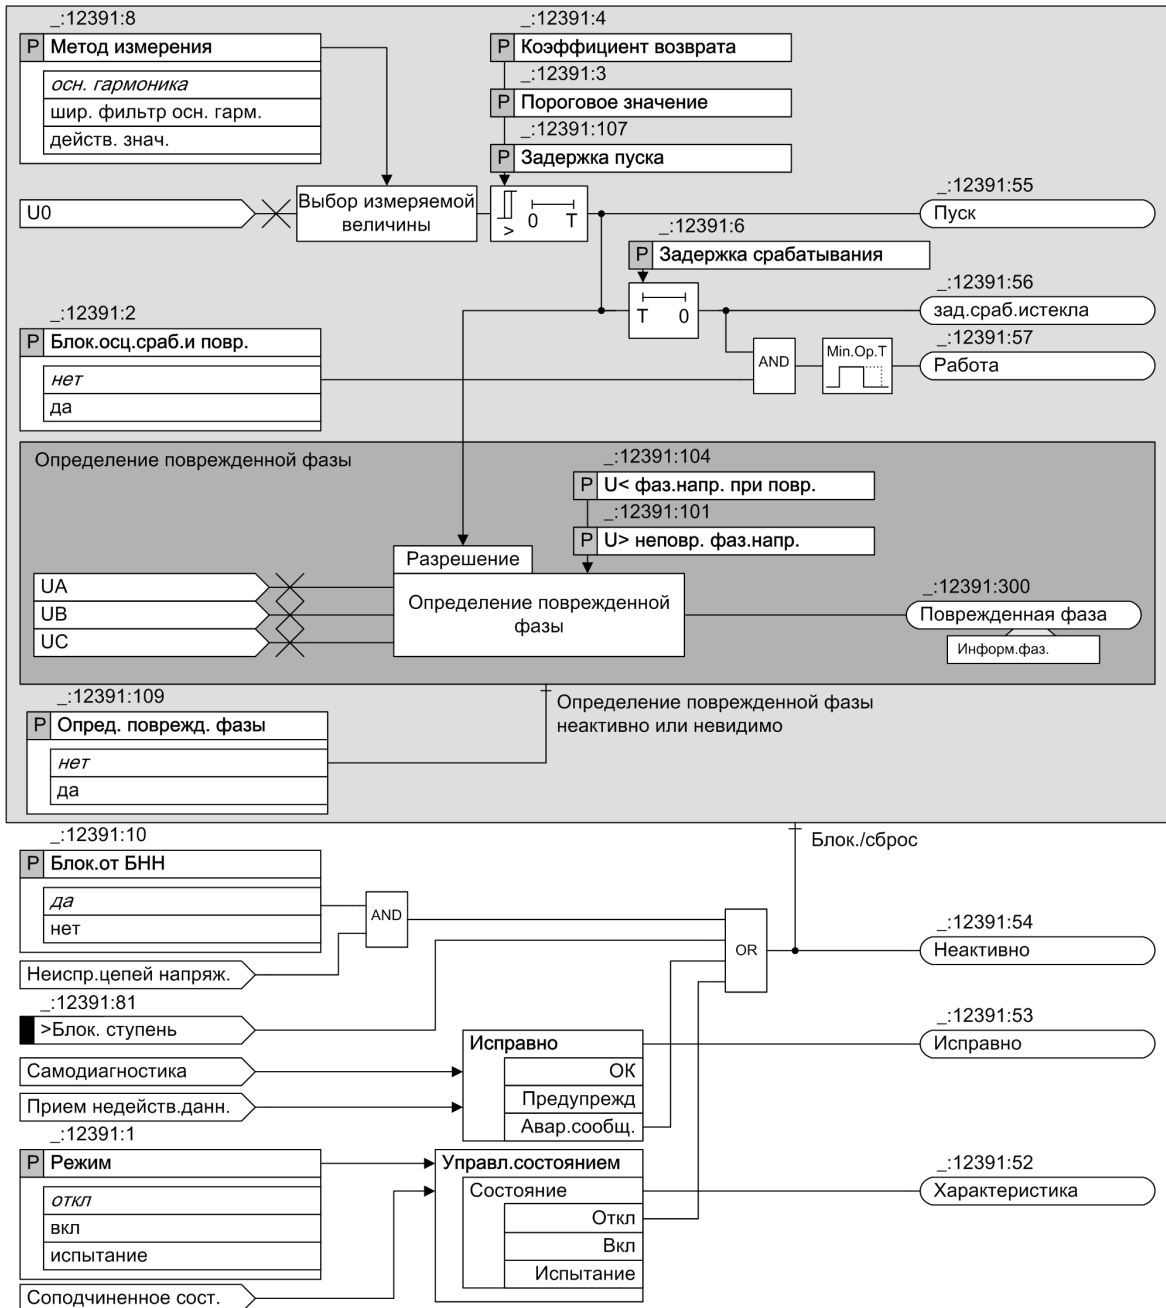 _:12391:8
P Метод измерения
осн. гармоника
шир. фильтр осн. гарм.
действ. знач.
_:12391:4
P Коэффициент возврата
_:12391:3
P Пороговое значение
_:12391:107
P Задержка пуска
U0
Выбор измеряемой
величины
> 0 T
_:12391:55
Пуск
_:12391:6
P Задержка срабатывания
T 0
_:12391:56
зад.сраб.истекла
_:12391:2
P Блок.осц.сраб.и повр.
нет
да
AND
Min.Op.T
_:12391:57
Работа
Определение поврежденной фазы
_:12391:104
P U< фаз.напр. при повр.
_:12391:101
P U> неповр. фаз.напр.
Разрешение
UA
UB
UC
Определение поврежденной
фазы
_:12391:300
Поврежденная фаза
Информ.фаз.
_:12391:109
P Опред. поврежд. фазы
нет
да
Определение поврежденной фазы
неактивно или невидимо
_:12391:10
P Блок.от БНН
да
нет
AND
Блок./сброс
Неиспр.цепей напряж.
OR
_:12391:54
Неактивно
_:12391:81
>Блок. ступень
Самодиагностика
Прием недейств.данн.
Исправно
ОК
Предупрежд
Авар.сообщ.
_:12391:53
Исправно
_:12391:1
P Режим
откл
вкл
испытание
Соподчиненное сост.
Управл.состоянием
Состояние
Откл
Вкл
Испытание
_:12391:52
Характеристика